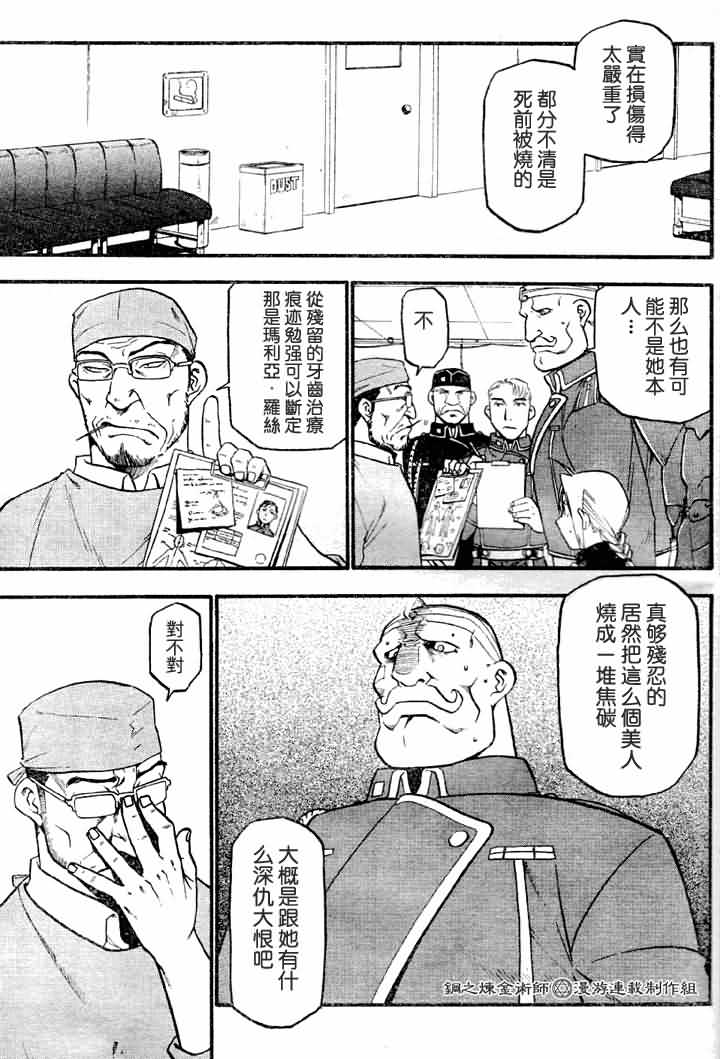 實在損傷得
太嚴重了
都分不清是
死前被燒的
DUST
那么也有可
能不是她本
人…
不
從殘留的牙齒治療
痕迹勉强可以斷定
那是瑪利亞．羅絲
真够殘忍的
居然把這么個美人
燒成一堆焦碳
大概是跟她有什
么深仇大恨吧
對不對
鋼之煉金術師 漫游連載制作組